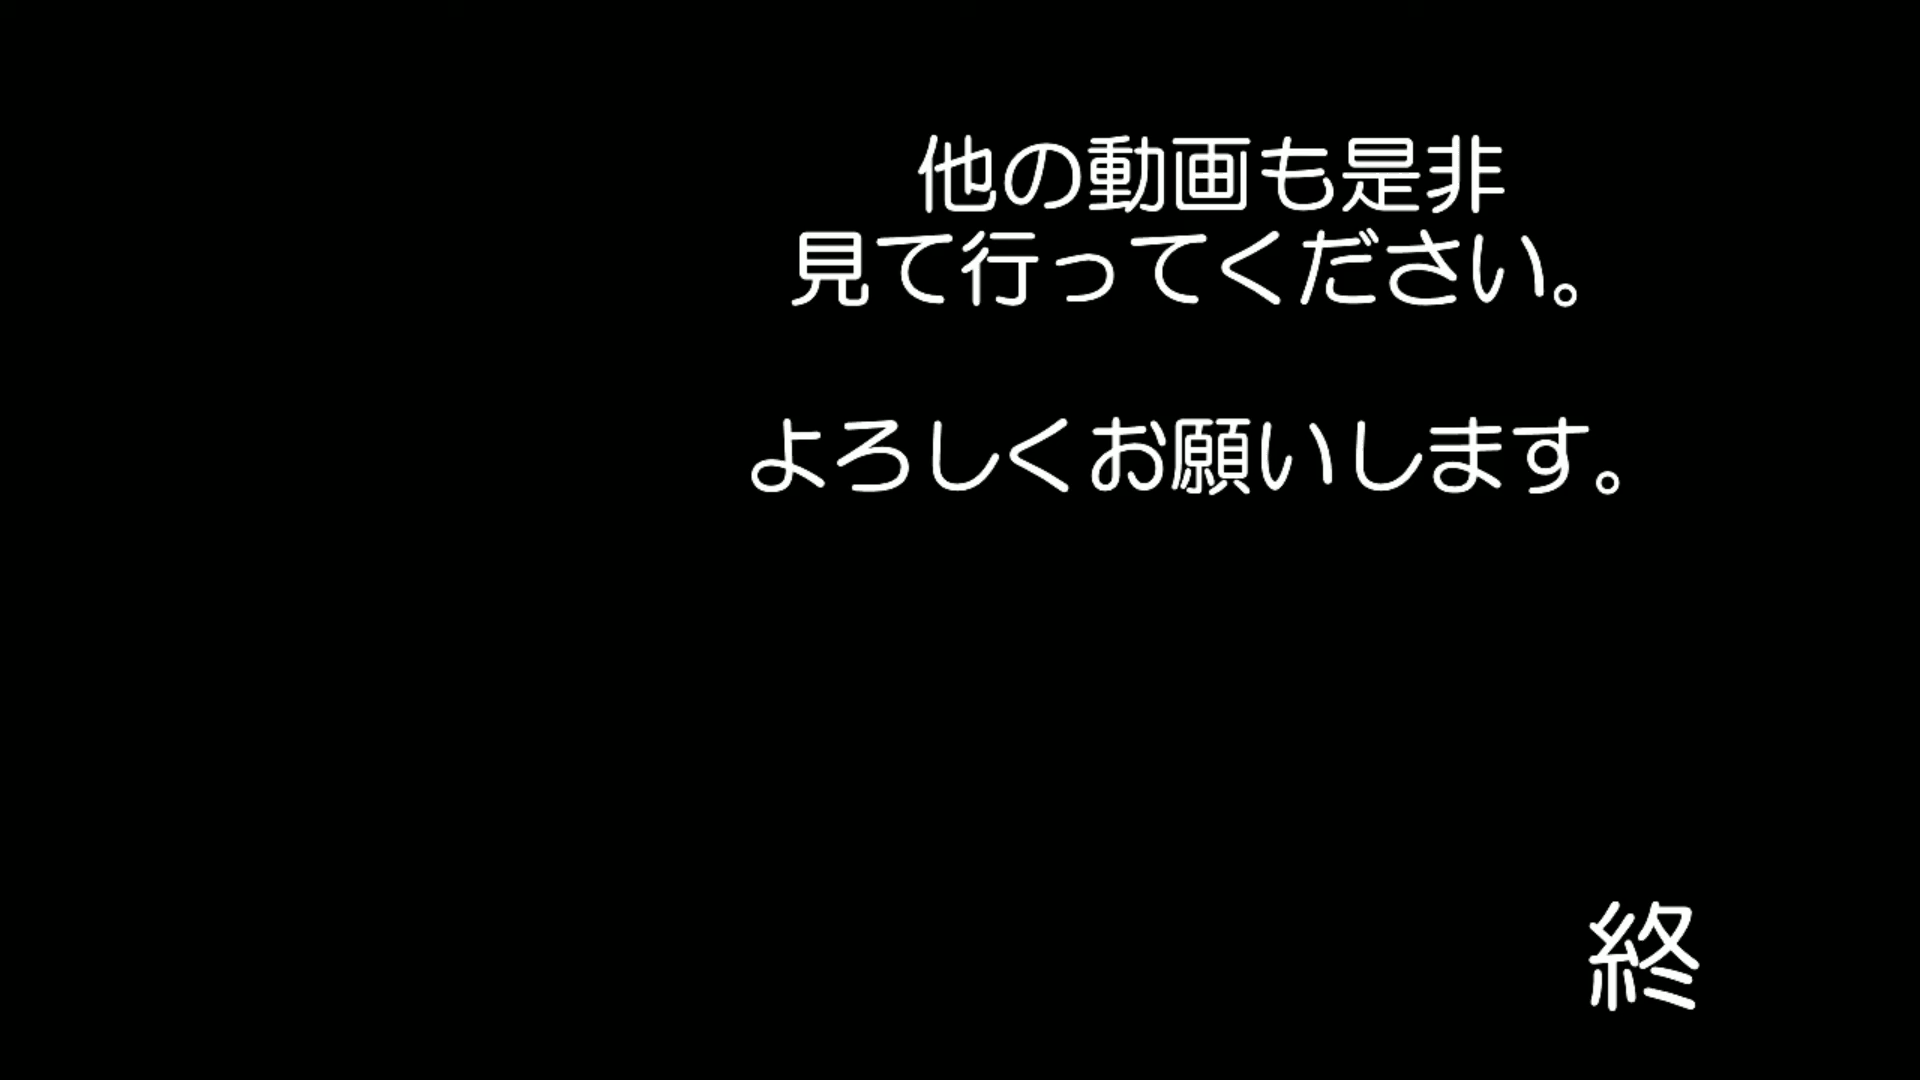 他の動画も是非
見て行ってください。
よろしくお願いします。
終